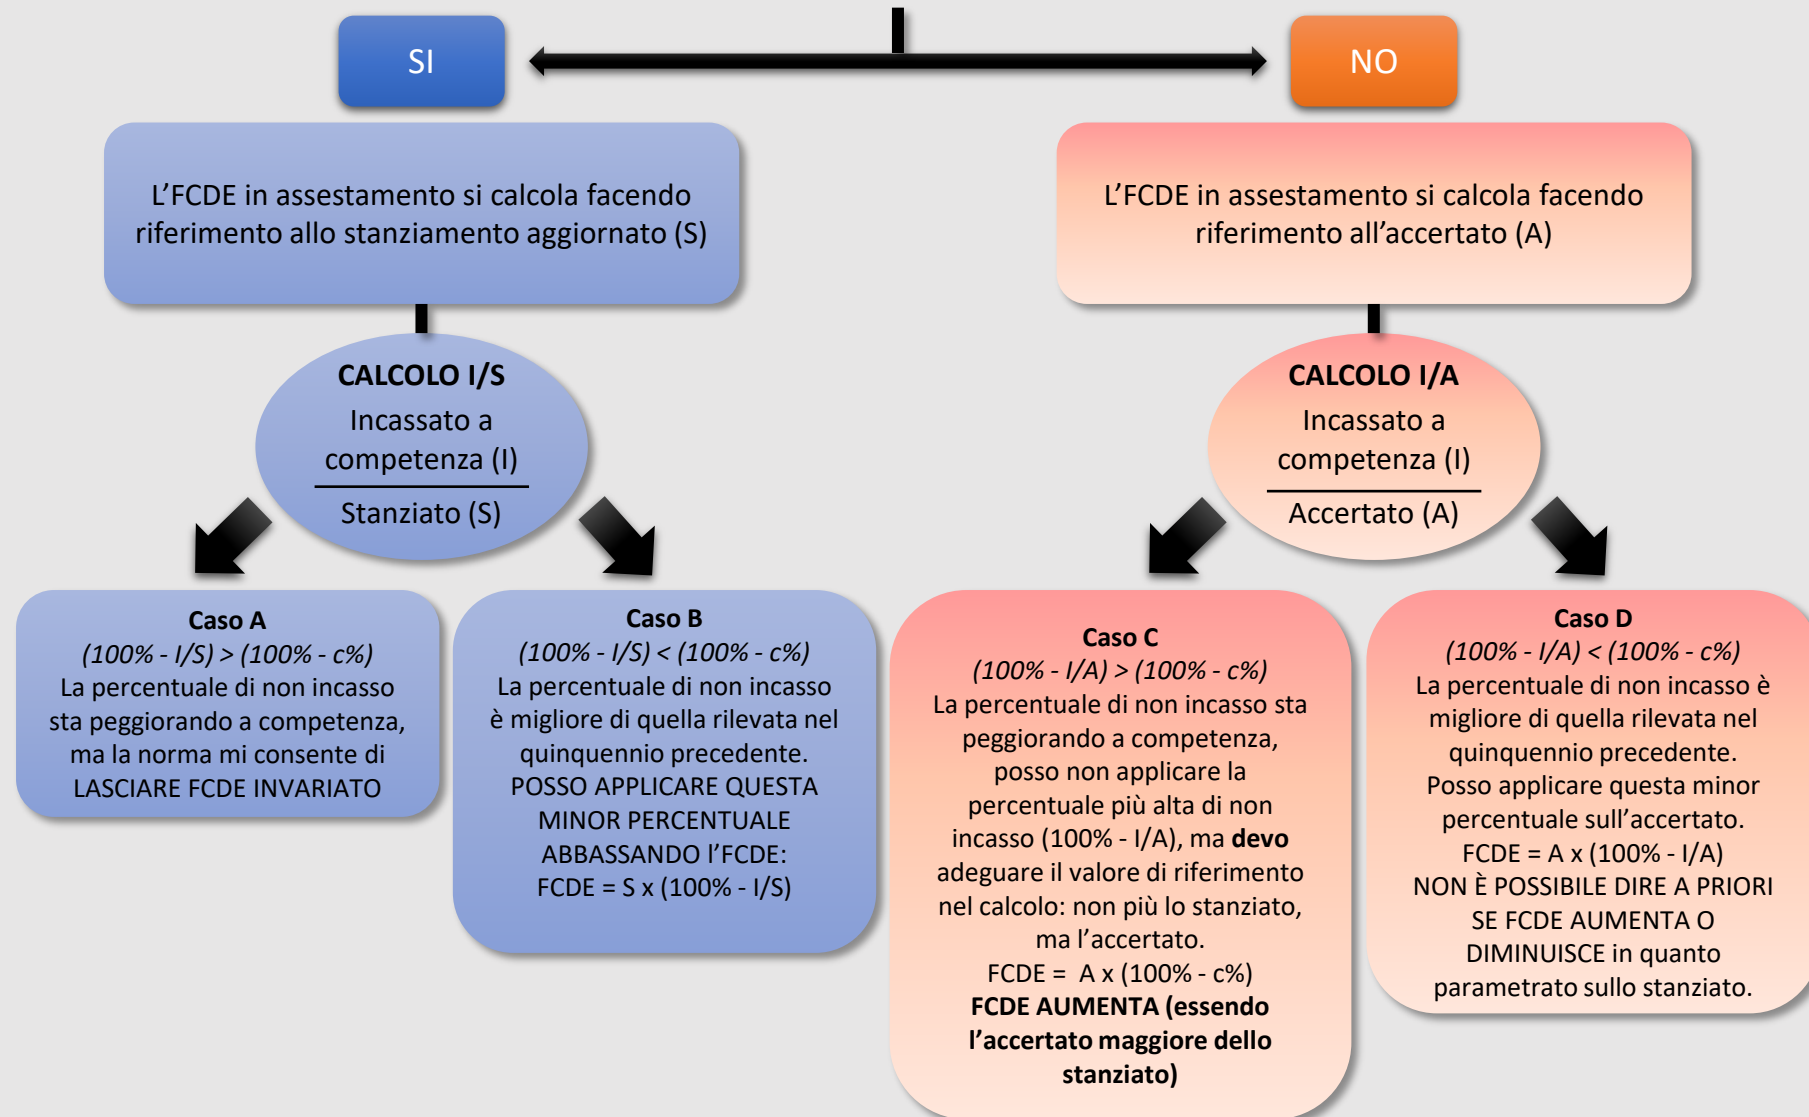 SI
NO
L’FCDE in assestamento si calcola facendo
riferimento allo stanziamento aggiornato (S)
L’FCDE in assestamento si calcola facendo
riferimento all’accertato (A)
CALCOLO I/S
Incassato a
competenza (I)
Stanziato (S)
CALCOLO I/A
Incassato a
competenza (I)
Accertato (A)
Caso A
(100% - I/S) > (100% - c%)
La percentuale di non incasso
sta peggiorando a competenza,
ma la norma mi consente di
LASCIARE FCDE INVARIATO
Caso B
(100% - I/S) < (100% - c%)
La percentuale di non incasso
è migliore di quella rilevata nel
quinquennio precedente.
POSSO APPLICARE QUESTA
MINOR PERCENTUALE
ABBASSANDO l’FCDE:
FCDE = S x (100% - I/S)
Caso C
(100% - I/A) > (100% - c%)
La percentuale di non incasso sta
peggiorando a competenza,
posso non applicare la
percentuale più alta di non
incasso (100% - I/A), ma devo
adeguare il valore di riferimento
nel calcolo: non più lo stanziato,
ma l’accertato.
FCDE = A x (100% - c%)
FCDE AUMENTA (essendo
l’accertato maggiore dello
stanziato)
Caso D
(100% - I/A) < (100% - c%)
La percentuale di non incasso è
migliore di quella rilevata nel
quinquennio precedente.
Posso applicare questa minor
percentuale sull’accertato.
FCDE = A x (100% - I/A)
NON È POSSIBILE DIRE A PRIORI
SE FCDE AUMENTA O
DIMINUISCE in quanto
parametrato sullo stanziato.